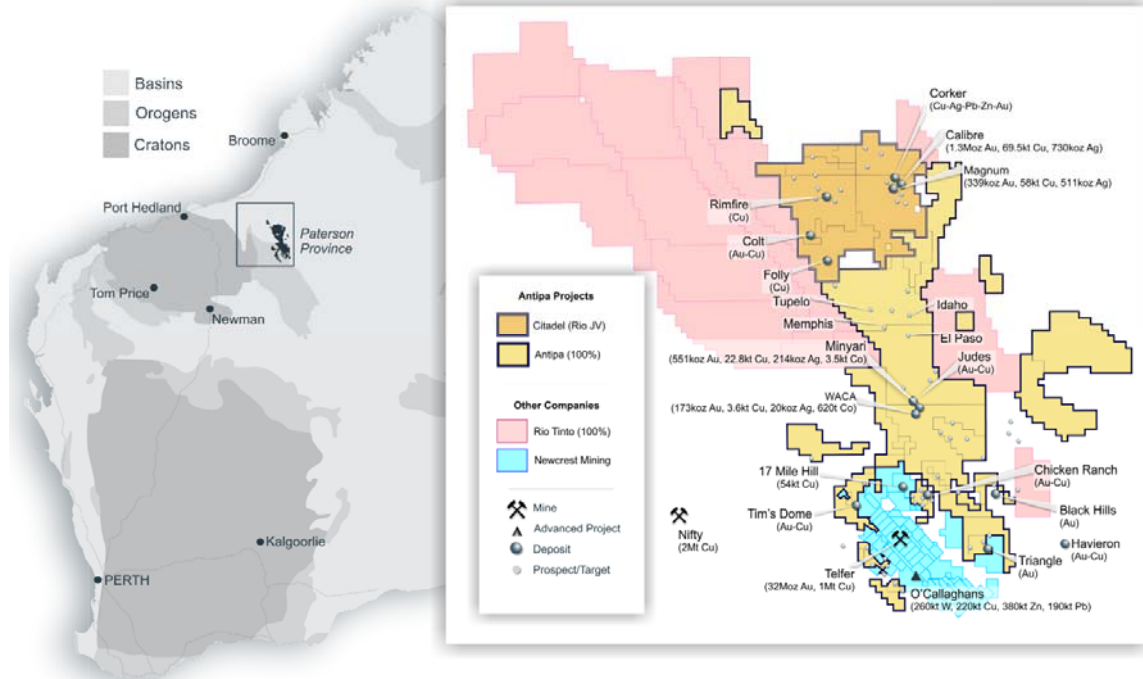 Basins
Orogens
Cratons
Broome
Port Hedland
Paterson
Province
Tom Price
Newman
Kalgoorlie
PERTH
Corker
(Cu-Ag-Pb-Zn-Au)
Calibre
(1.3Moz Au, 69.5kt Cu, 730koz Ag)
Magnum
(339koz Au, 58kt Cu, 511koz Ag)
Rimfire
(Cu)
Colt
(Au-Cu)
Folly
(Cu)
Tupelo
Idaho
Memphis
El Paso
Minyari
(551koz Au, 22.8kt Cu, 214koz Ag, 3.5kt Co)
Judes
(Au-Cu)
WACA
(173koz Au, 3.6kt Cu, 20koz Ag, 620t Co)
17 Mile Hill
(54kt Cu)
Chicken Ranch
(Au-Cu)
Tim's Dome
(Au-Cu)
Black Hills
(Au)
Nifty
(2Mt Cu)
Havieron
(Au-Cu)
Triangle
(Au)
Telfer
(32Moz Au, 1Mt Cu)
O'Callaghans
(260kt W, 220kt Cu, 380kt Zn, 190kt Pb)
Antipa Projects
Citadel (Rio JV)
Antipa (100%)
Other Companies
Rio Tinto (100%)
Newcrest Mining
Mine
Advanced Project
Deposit
Prospect/Target